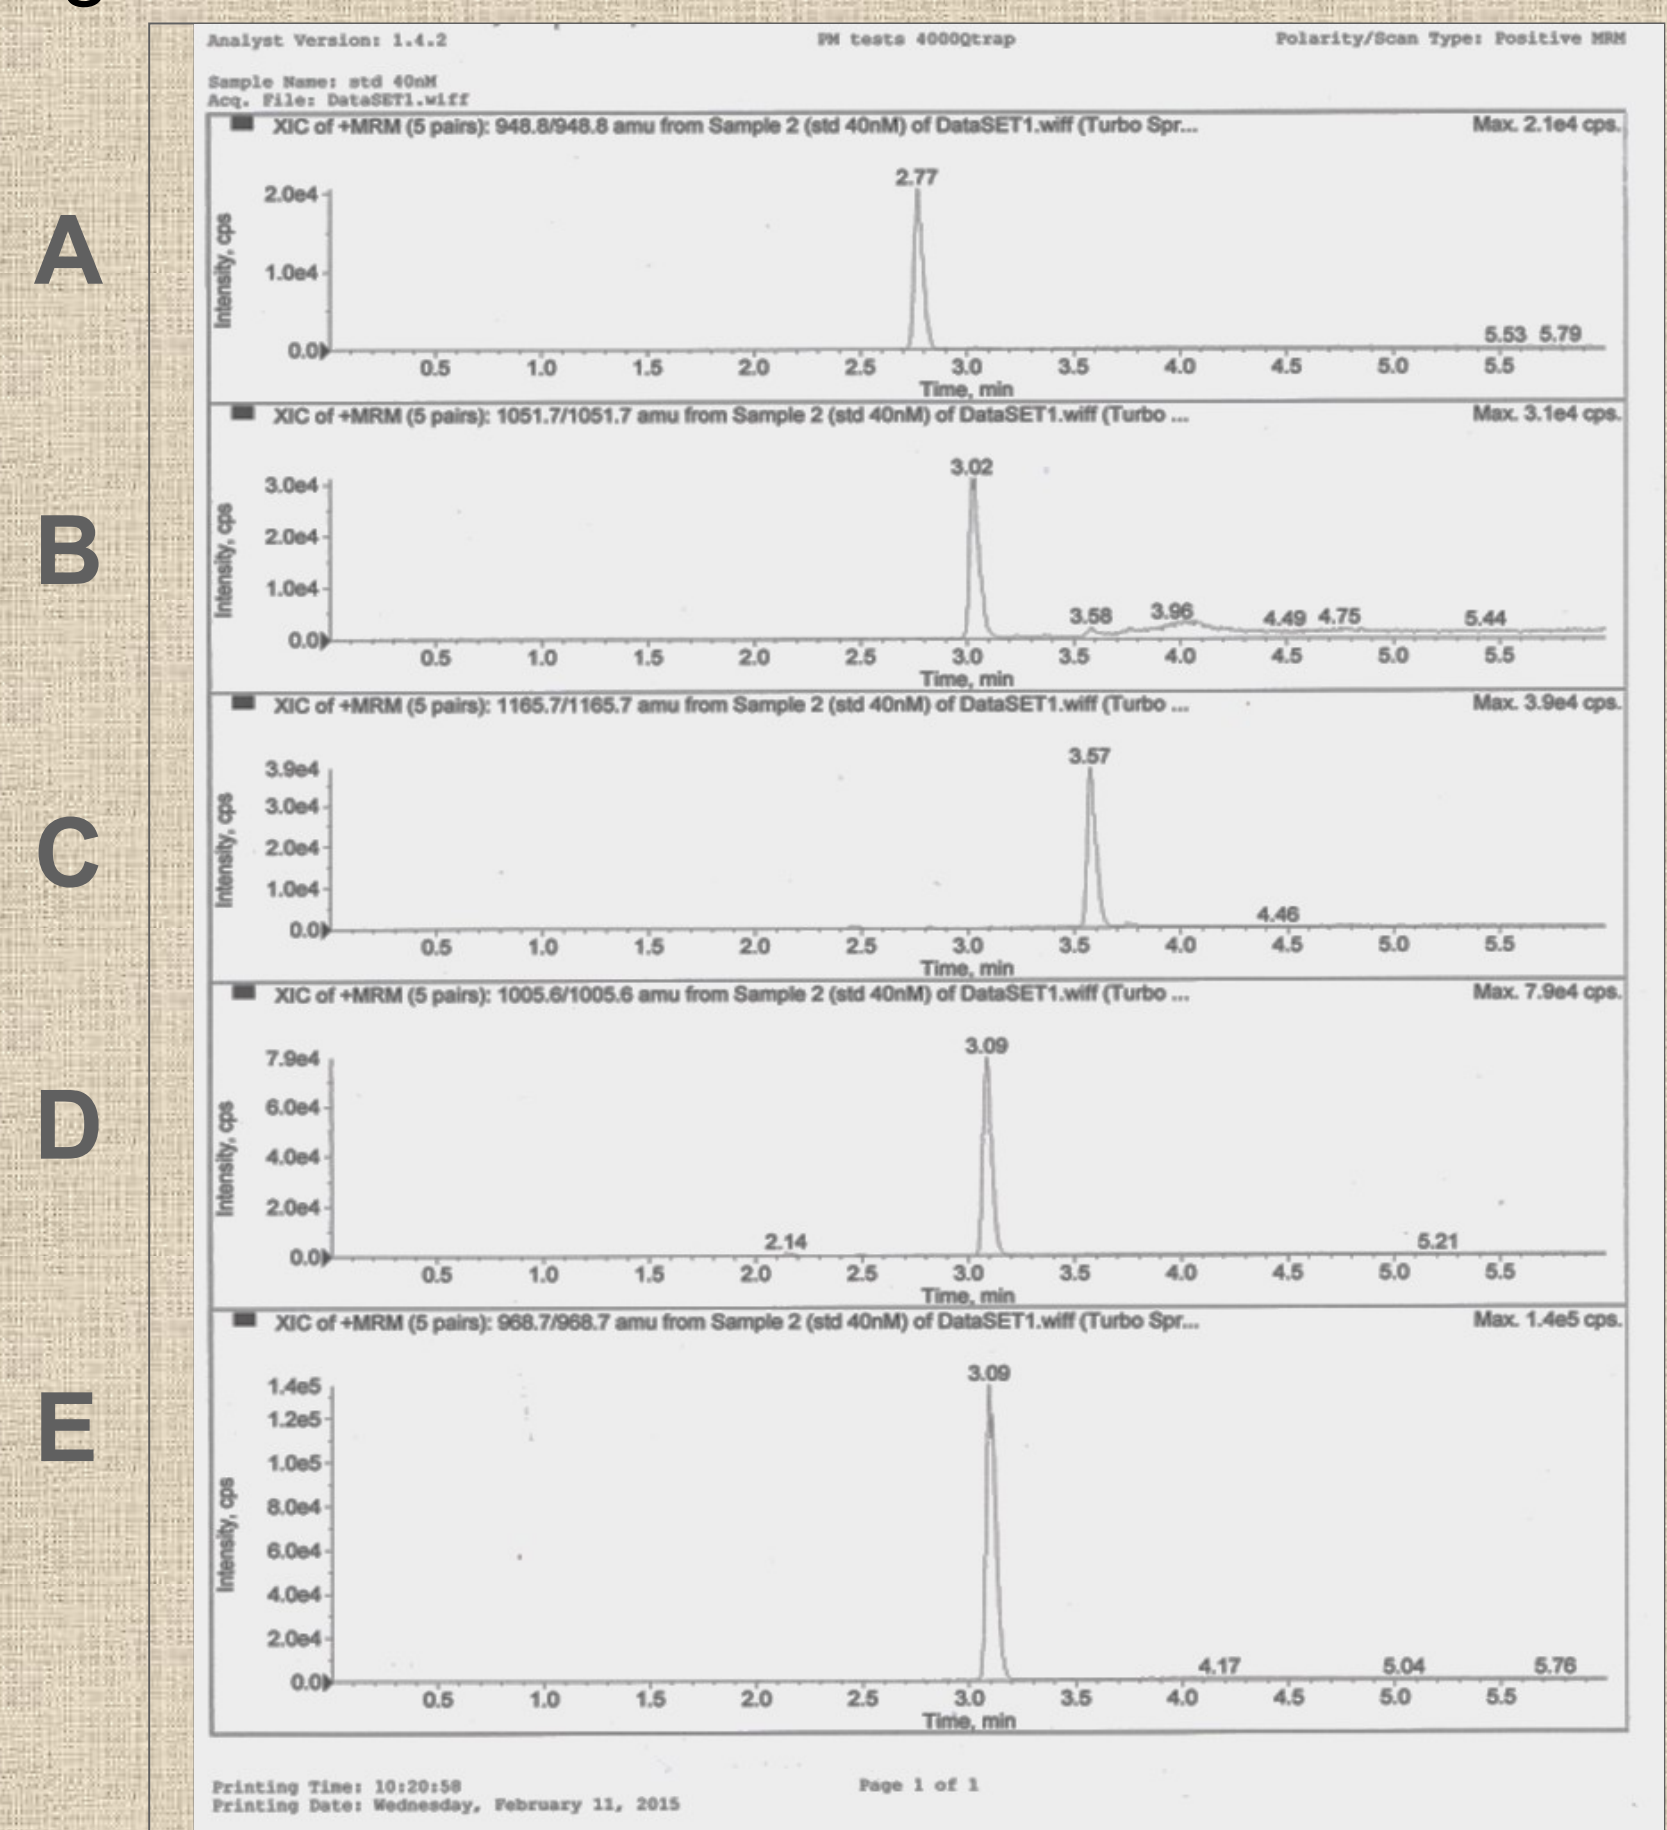 Analyst Version: 1.4.2 PM tests 4000Qtrap Polarity/Scan Type: Positive MRM
Sample Name: std 40nM
Acq. File: DataSET1.wiff
A
XIC of +MRM (5 pairs): 948.8/948.8 amu from Sample 2 (std 40nM) of DataSET1.wiff (Turbo Spr... Max. 2.1e4 cps.
2.77
2.0e4
1.0e4
0.0
Intensity, cps
5.53 5.79
0.5 1.0 1.5 2.0 2.5 3.0 3.5 4.0 4.5 5.0 5.5
Time, min
B
XIC of +MRM (5 pairs): 1051.7/1051.7 amu from Sample 2 (std 40nM) of DataSET1.wiff (Turbo ... Max. 3.1e4 cps.
3.02
3.0e4
2.0e4
1.0e4
0.0
Intensity, cps
3.58 3.96 4.49 4.75 5.44
0.5 1.0 1.5 2.0 2.5 3.0 3.5 4.0 4.5 5.0 5.5
Time, min
C
XIC of +MRM (5 pairs): 1165.7/1165.7 amu from Sample 2 (std 40nM) of DataSET1.wiff (Turbo ... Max. 3.9e4 cps.
3.57
3.9e4
3.0e4
2.0e4
1.0e4
0.0
Intensity, cps
4.46
0.5 1.0 1.5 2.0 2.5 3.0 3.5 4.0 4.5 5.0 5.5
Time, min
D
XIC of +MRM (5 pairs): 1005.6/1005.6 amu from Sample 2 (std 40nM) of DataSET1.wiff (Turbo ... Max. 7.9e4 cps.
3.09
7.9e4
6.0e4
4.0e4
2.0e4
0.0
Intensity, cps
2.14 5.21
0.5 1.0 1.5 2.0 2.5 3.0 3.5 4.0 4.5 5.0 5.5
Time, min
E
XIC of +MRM (5 pairs): 968.7/968.7 amu from Sample 2 (std 40nM) of DataSET1.wiff (Turbo Spr... Max. 1.4e5 cps.
3.09
1.4e5
1.2e5
1.0e5
8.0e4
6.0e4
4.0e4
2.0e4
0.0
Intensity, cps
4.17 5.04 5.76
0.5 1.0 1.5 2.0 2.5 3.0 3.5 4.0 4.5 5.0 5.5
Time, min
Printing Time: 10:20:58 Page 1 of 1
Printing Date: Wednesday, February 11, 2015